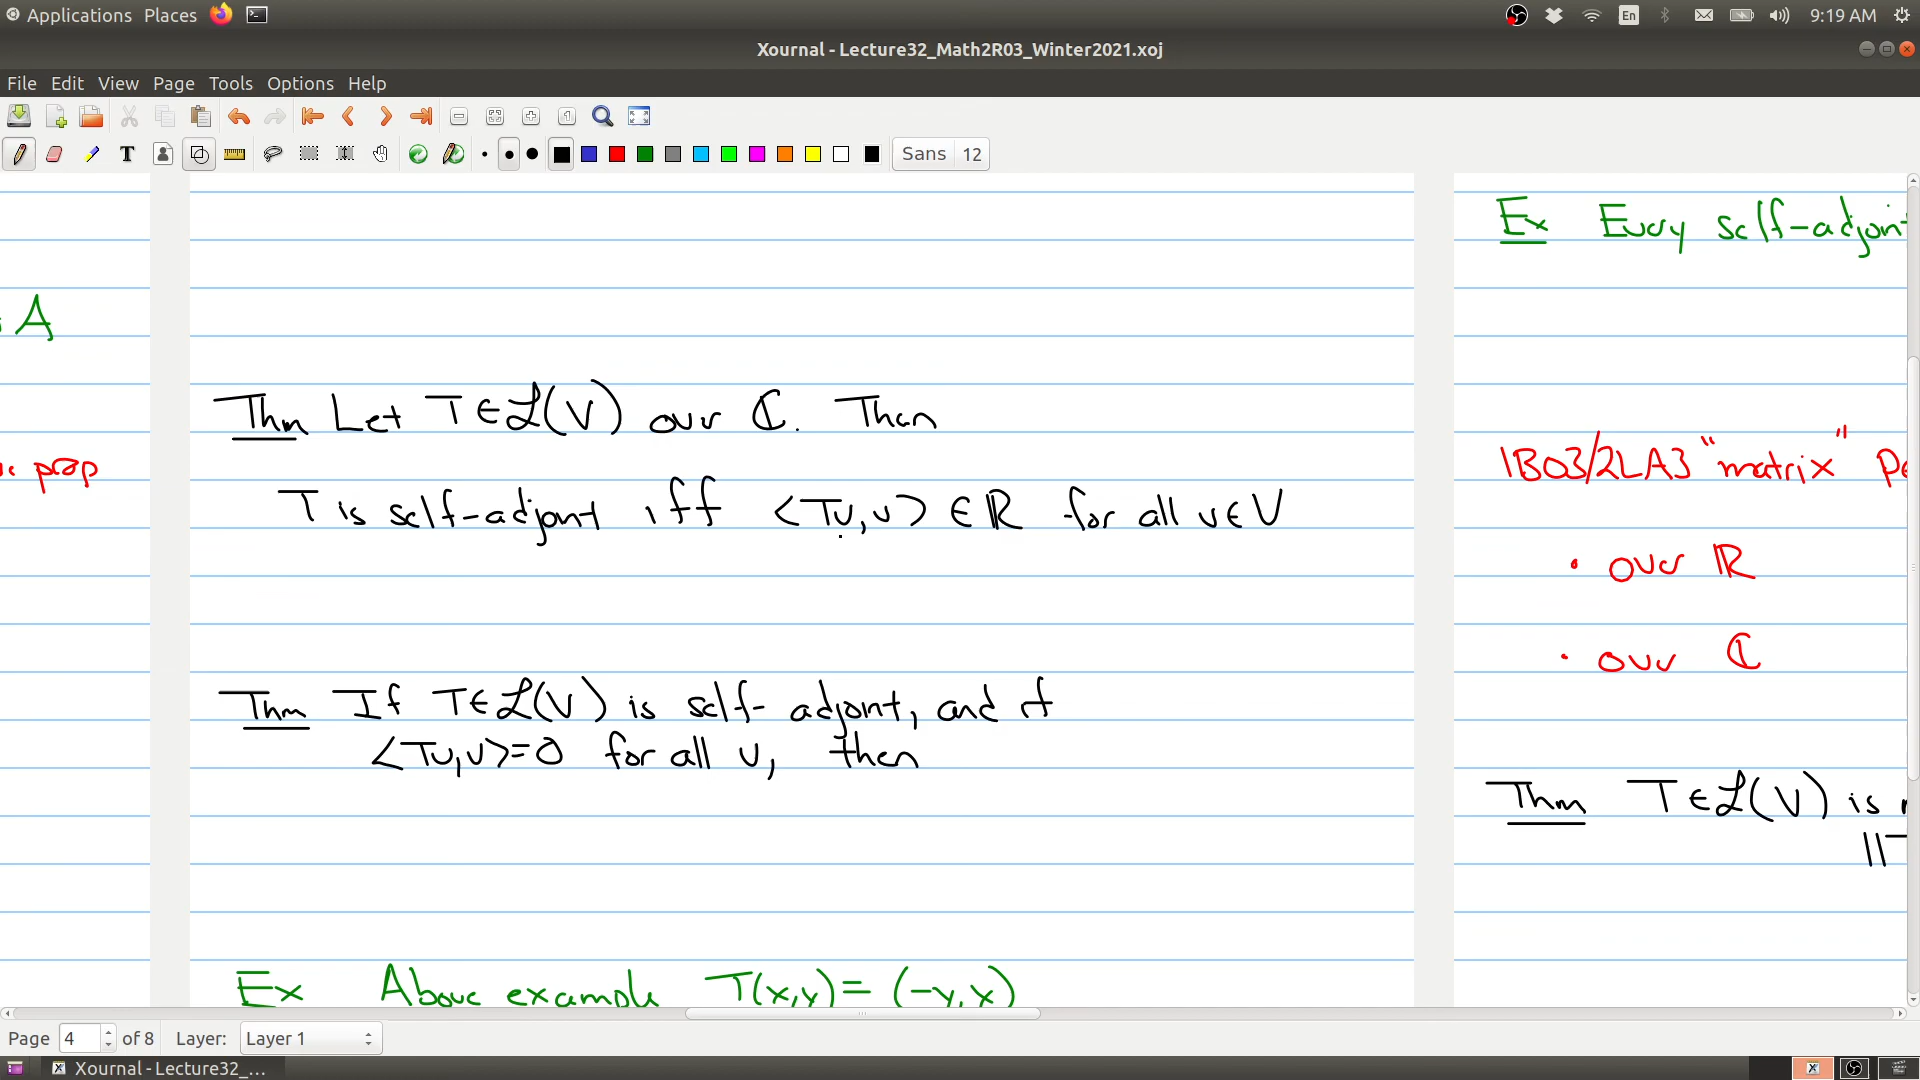 Applications Places En 9:19 AM
Xournal - Lecture32_Math2R03_Winter2021.xoj
File Edit View Page Tools Options Help
T Sans 12
A
prop
Thm Let T∈ℒ(V) over ℂ. Then
T is self-adjoint iff <Tv,v> ∈ ℝ for all v∈V
Thm If T∈ℒ(V) is self-adjoint, and if
<Tv,v>=0 for all v, then
Ex Above example T(x,y)= (-y,x)
Ex Every self-adjoint
1B03/2LA3 "matrix"
• over ℝ
• over ℂ
Thm T∈ℒ(V) is
||T
Page 4 of 8 Layer: Layer 1
Xournal - Lecture32_...